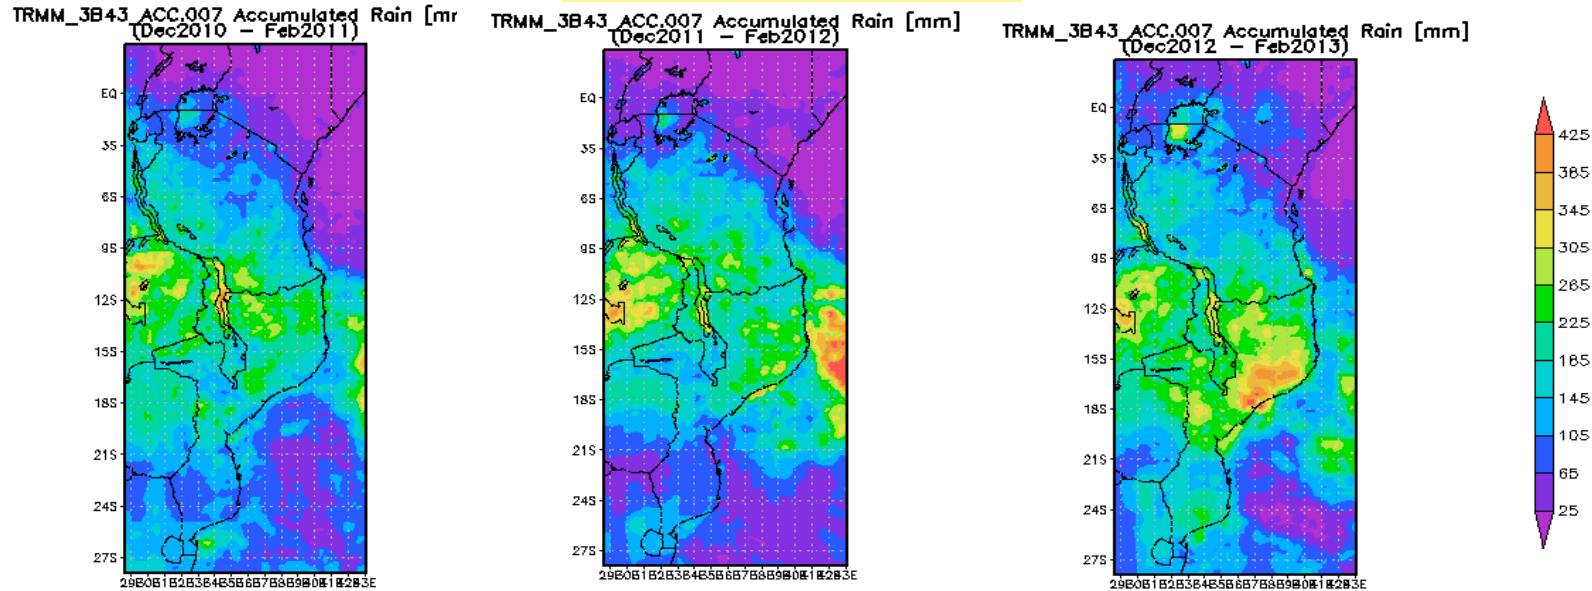 TRMM_3B43_ACC.007 Accumulated Rain [mr
(Dec2010 – Feb2011)
EQ
3S
6S
9S
12S
15S
18S
21S
24S
27S
TRMM_3B43_ACC.007 Accumulated Rain [mm]
(Dec2011 – Feb2012)
EQ
3S
6S
9S
12S
15S
18S
21S
24S
27S
TRMM_3B43_ACC.007 Accumulated Rain [mm]
(Dec2012 – Feb2013)
EQ
3S
6S
9S
12S
15S
18S
21S
24S
27S
425
385
345
305
265
225
185
145
105
65
25